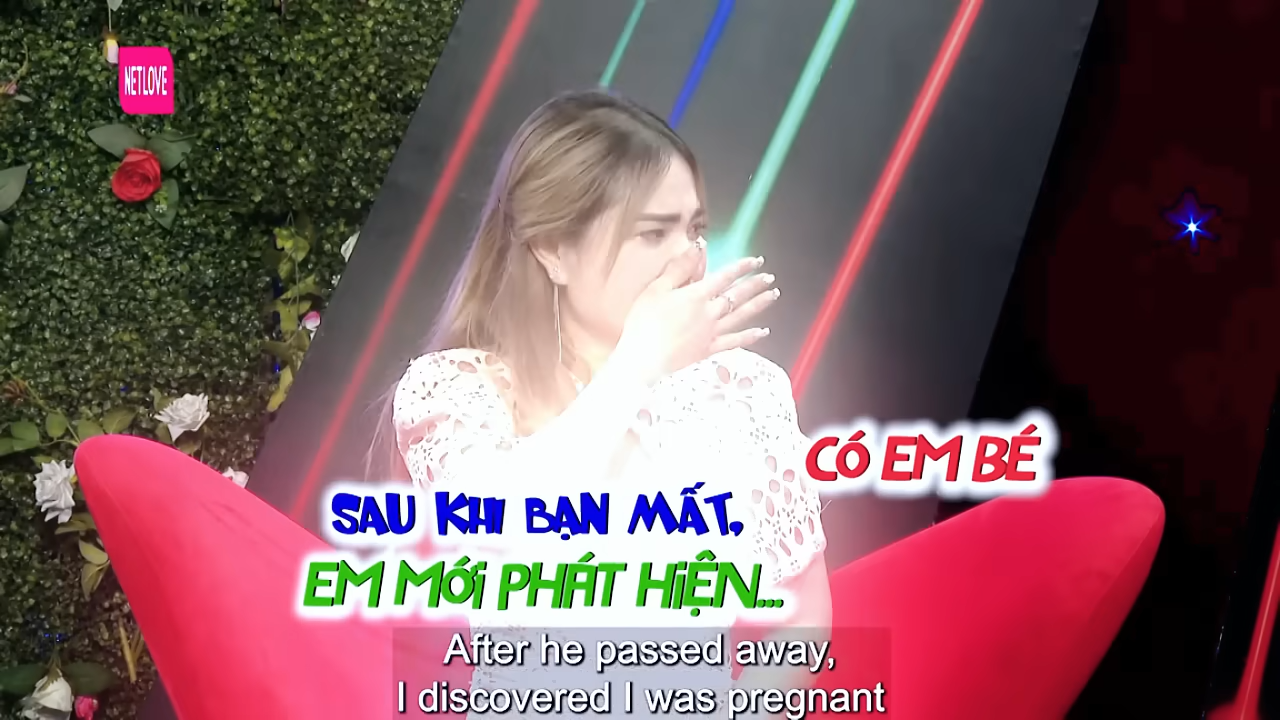 NETLOVE
CÓ EM BÉ
SAU KHI BẠN MẤT,
EM MỚI PHÁT HIỆN...
After he passed away,
I discovered I was pregnant